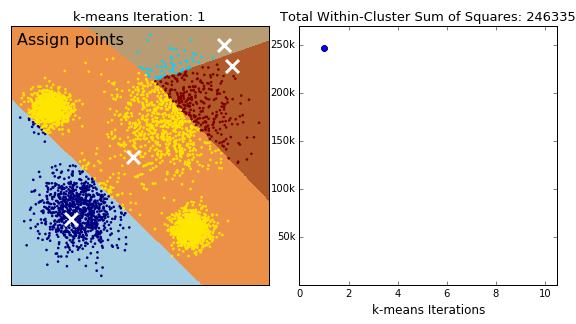 k-means Iteration: 1
Assign points
Total Within-Cluster Sum of Squares: 246335
250k
200k
150k
100k
50k
0 2 4 6 8 10
k-means Iterations